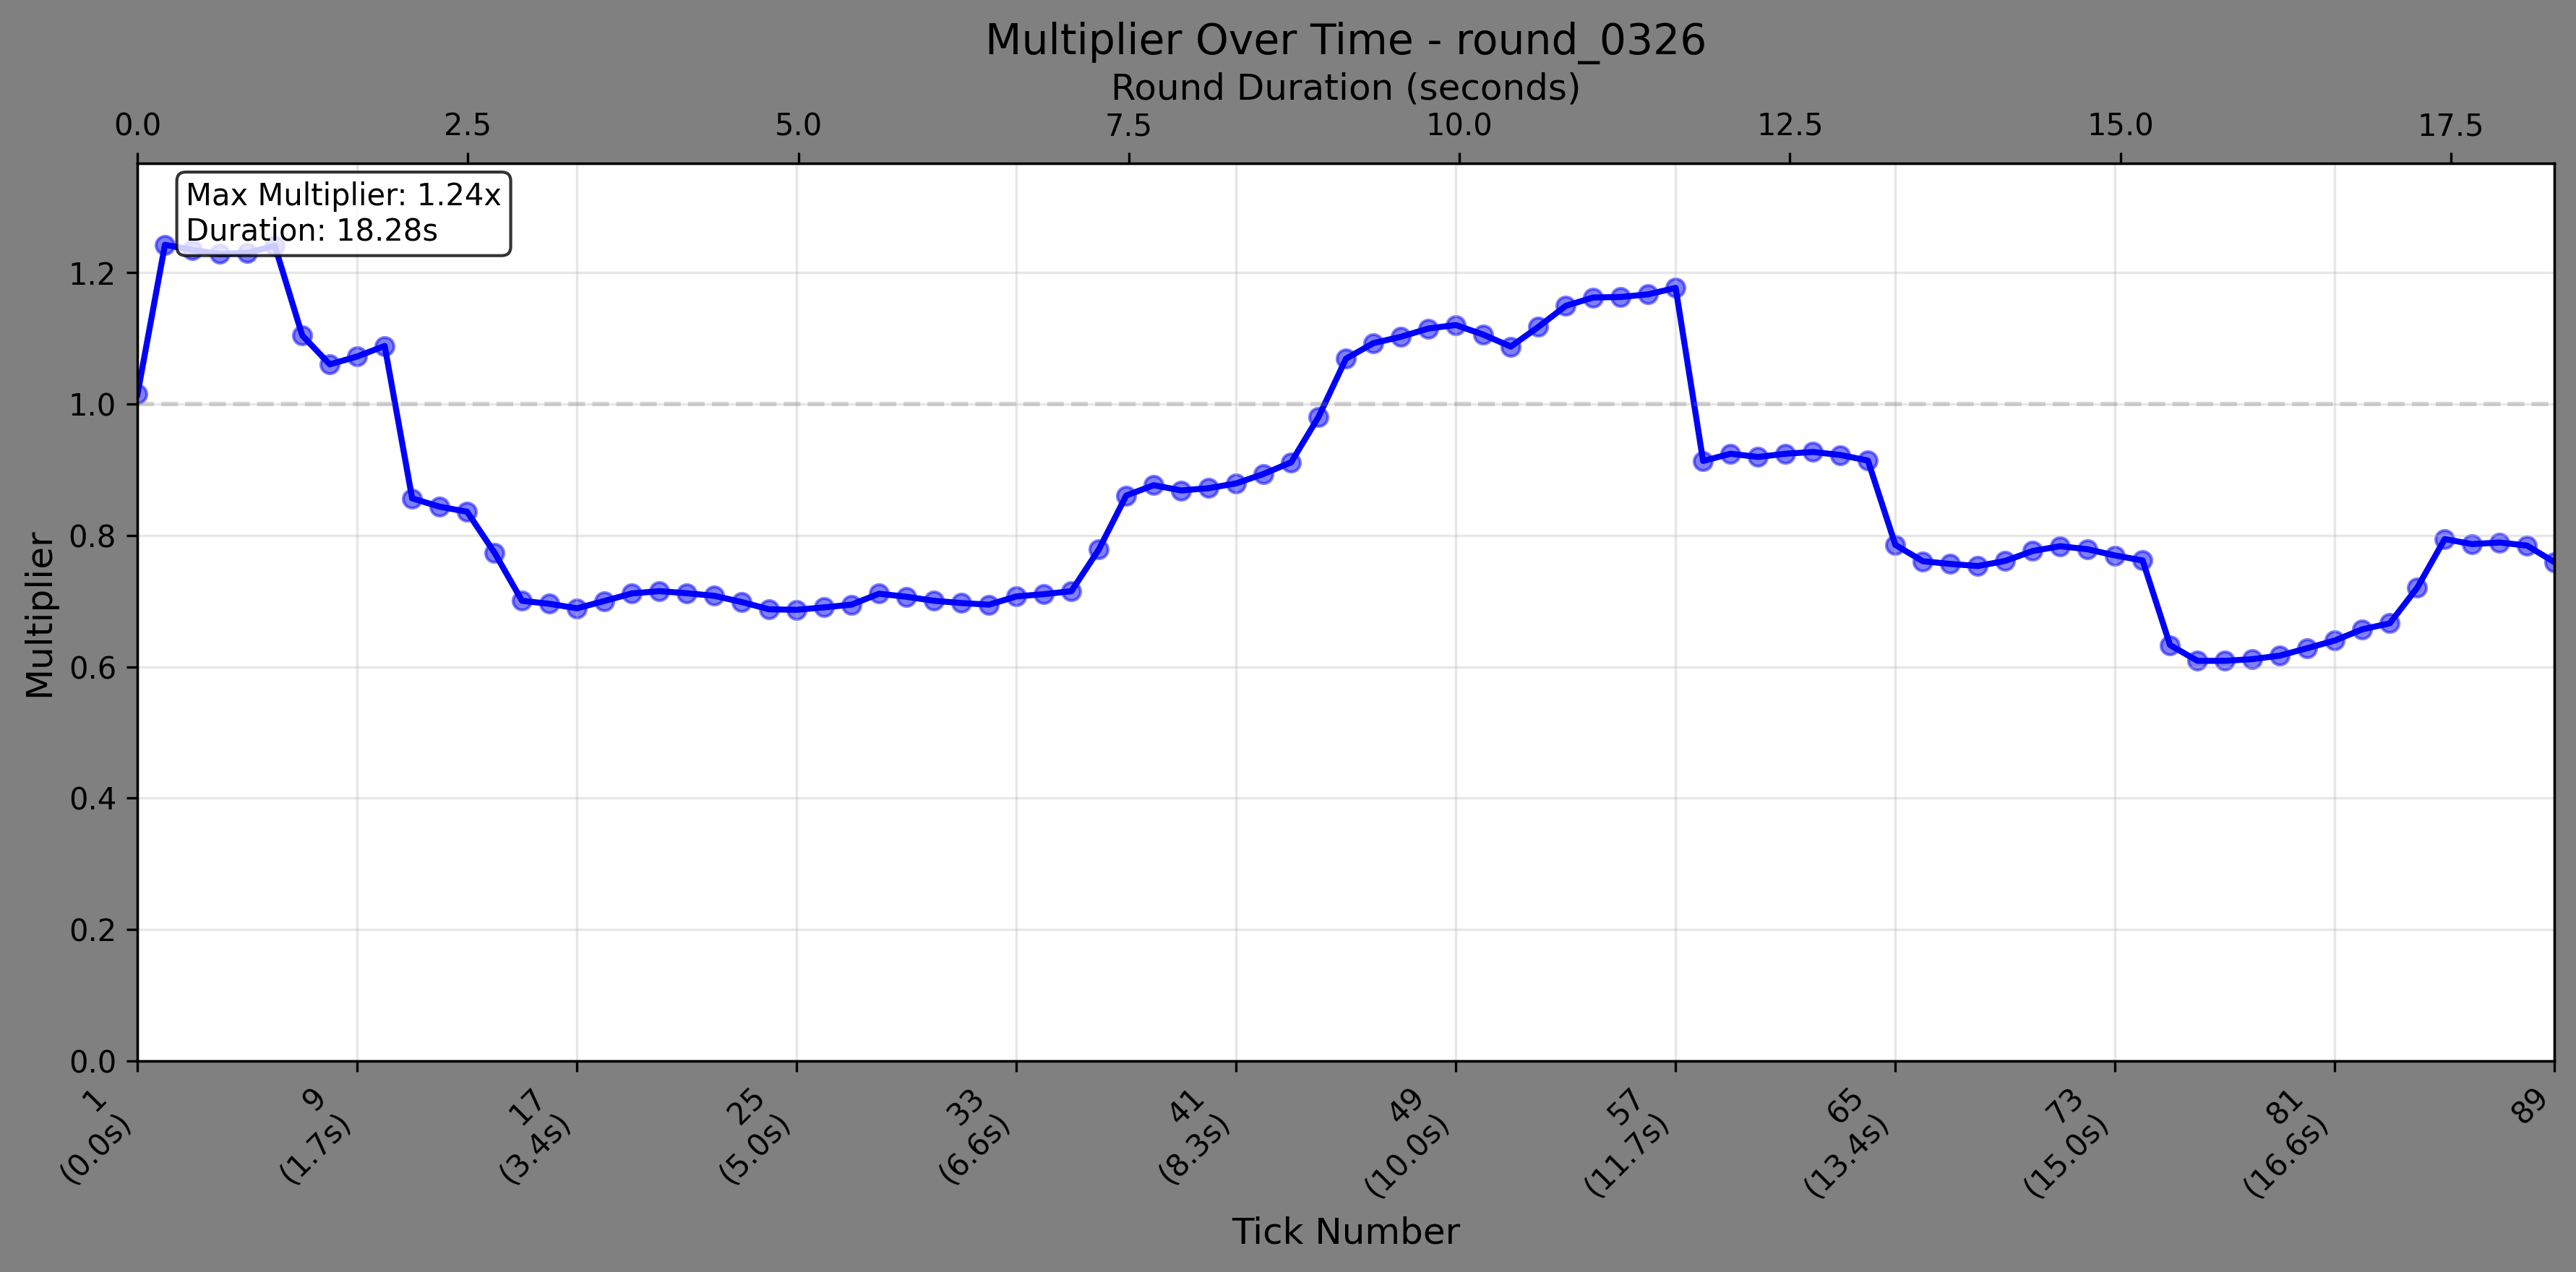 Multiplier Over Time - round_0326
Round Duration (seconds)
0.0 2.5 5.0 7.5 10.0 12.5 15.0 17.5
Max Multiplier: 1.24x
Duration: 18.28s
1.2
1.0
0.8
0.6
0.4
0.2
0.0
Multiplier
1 9 17 25 33 41 49 57 65 73 81 89
(0.0s) (1.7s) (3.4s) (5.0s) (6.6s) (8.3s) (10.0s) (11.7s) (13.4s) (15.0s) (16.6s)
Tick Number